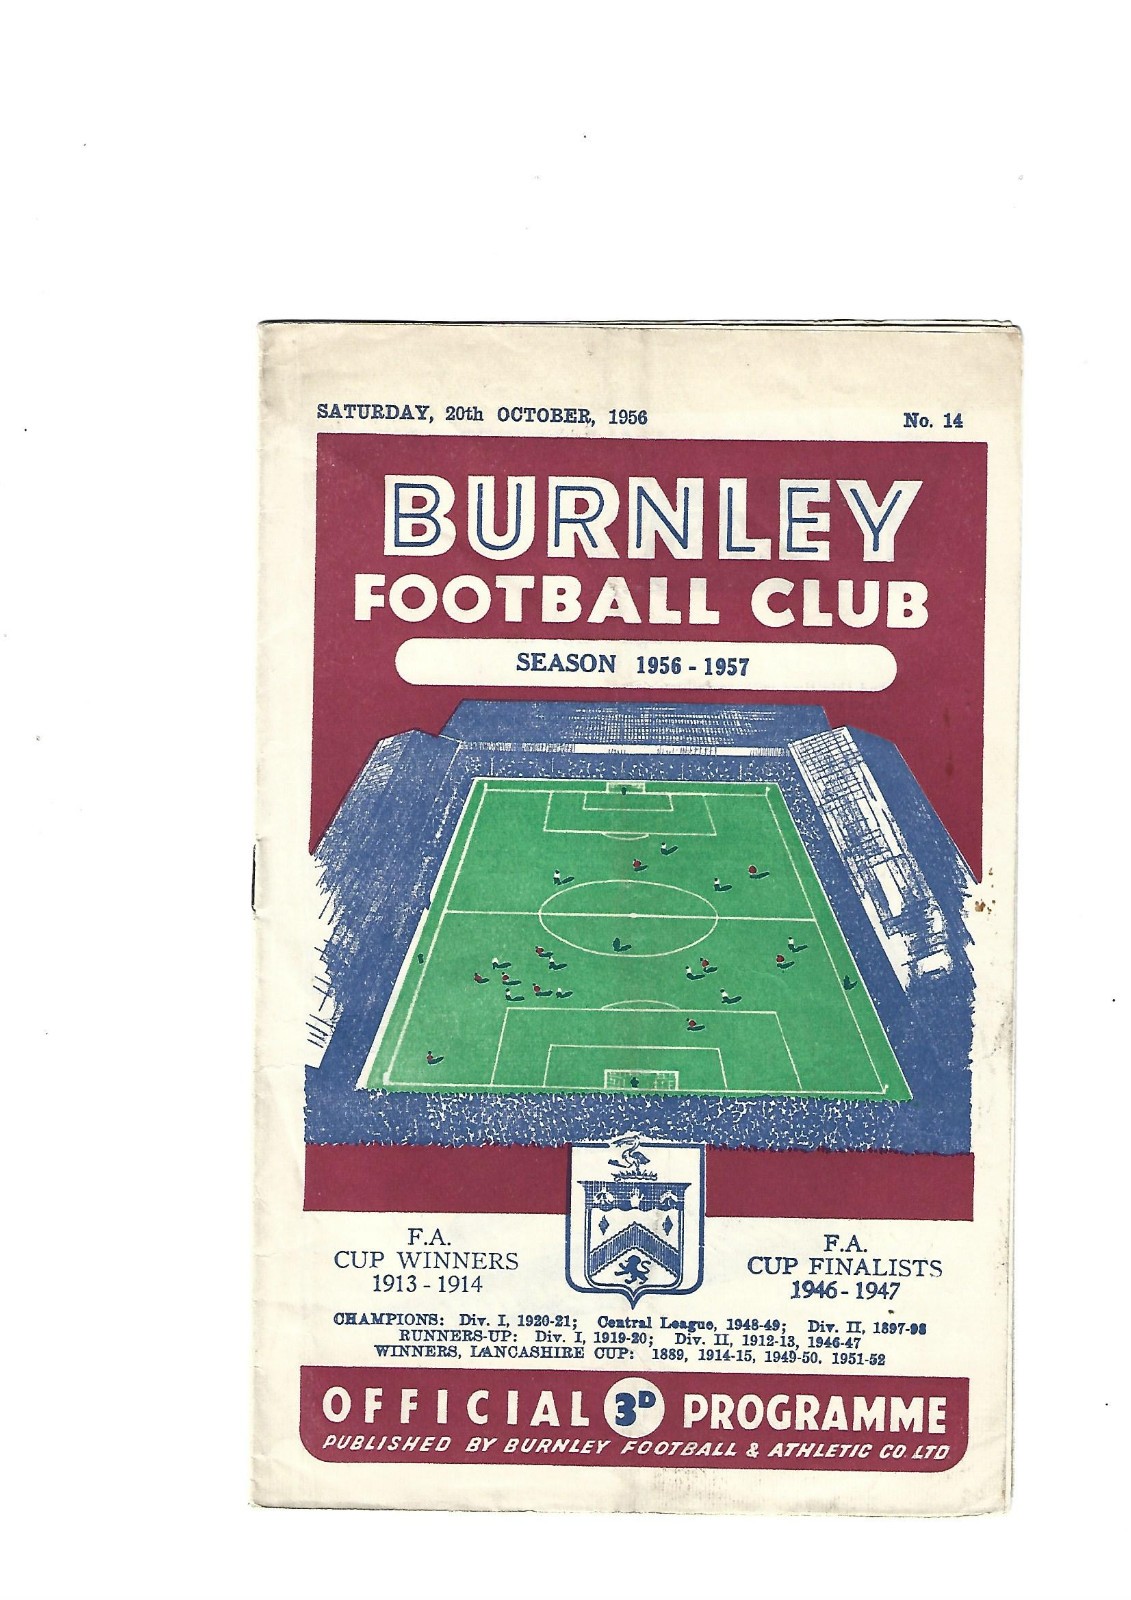 SATURDAY, 20th OCTOBER, 1956 No. 14
BURNLEY
FOOTBALL CLUB
SEASON 1956 - 1957
F.A.
CUP WINNERS
1913 - 1914
F.A.
CUP FINALISTS
1946 - 1947
CHAMPIONS: Div. I, 1920-21; Central League, 1948-49; Div. II, 1897-98
RUNNERS-UP: Div. I, 1919-20; Div. II, 1912-13, 1946-47
WINNERS, LANCASHIRE CUP: 1889, 1914-15, 1949-50, 1951-52
OFFICIAL 3D PROGRAMME
PUBLISHED BY BURNLEY FOOTBALL & ATHLETIC CO. LTD